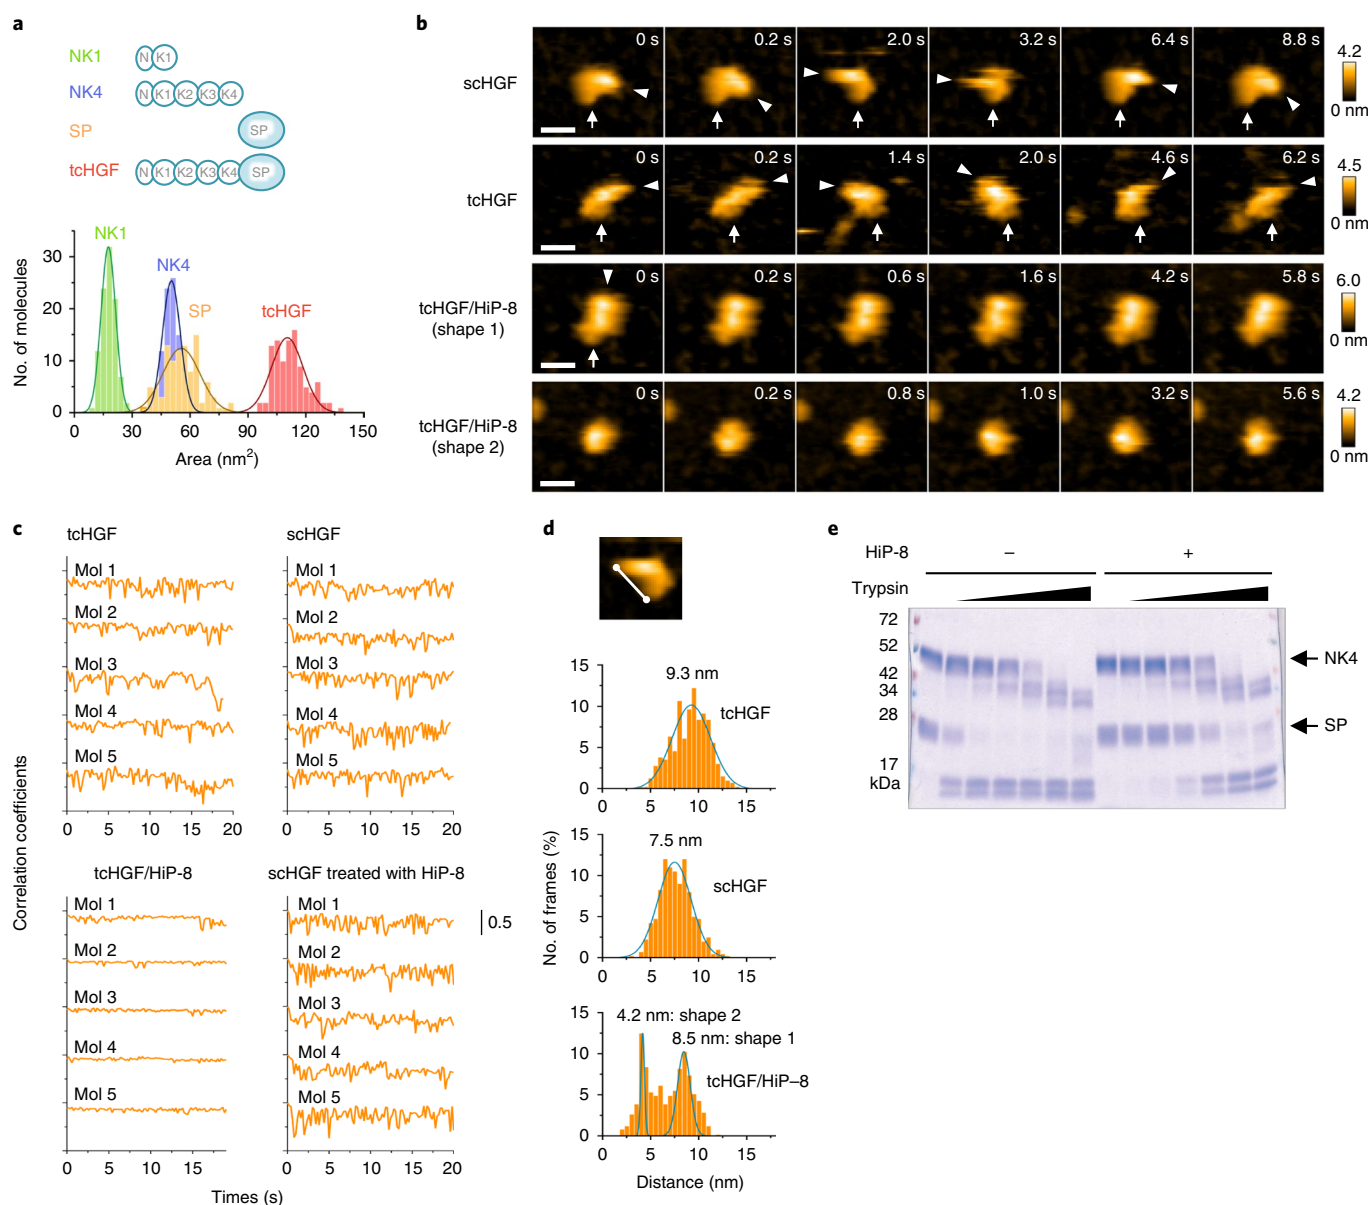 a
NK1 N K1
NK4 N K1 K2 K3 K4
SP SP
tcHGF N K1 K2 K3 K4 SP
No. of molecules
30
20
10
0
NK1
NK4
SP
tcHGF
0 30 60 90 120 150
Area (nm2)
b
scHGF
0 s 0.2 s 2.0 s 3.2 s 6.4 s 8.8 s
4.2
0 nm
tcHGF
0 s 0.2 s 1.4 s 2.0 s 4.6 s 6.2 s
4.5
0 nm
tcHGF/HiP-8
(shape 1)
0 s 0.2 s 0.6 s 1.6 s 4.2 s 5.8 s
6.0
0 nm
tcHGF/HiP-8
(shape 2)
0 s 0.2 s 0.8 s 1.0 s 3.2 s 5.6 s
4.2
0 nm
c
Correlation coefficients
tcHGF
Mol 1
Mol 2
Mol 3
Mol 4
Mol 5
0 5 10 15 20
scHGF
Mol 1
Mol 2
Mol 3
Mol 4
Mol 5
0 5 10 15 20
tcHGF/HiP-8
Mol 1
Mol 2
Mol 3
Mol 4
Mol 5
0 5 10 15
scHGF treated with HiP-8
Mol 1
Mol 2
Mol 3
Mol 4
Mol 5
0 5 10 15 20
0.5
Times (s)
d
No. of frames (%)
15
10
5
0
9.3 nm
tcHGF
0 5 10 15
15
10
5
0
7.5 nm
scHGF
0 5 10 15
15
10
5
0
4.2 nm: shape 2
8.5 nm: shape 1
tcHGF/HiP–8
0 5 10 15
Distance (nm)
e
HiP-8 – +
Trypsin
72
52
42
34
28
17
kDa
NK4
SP